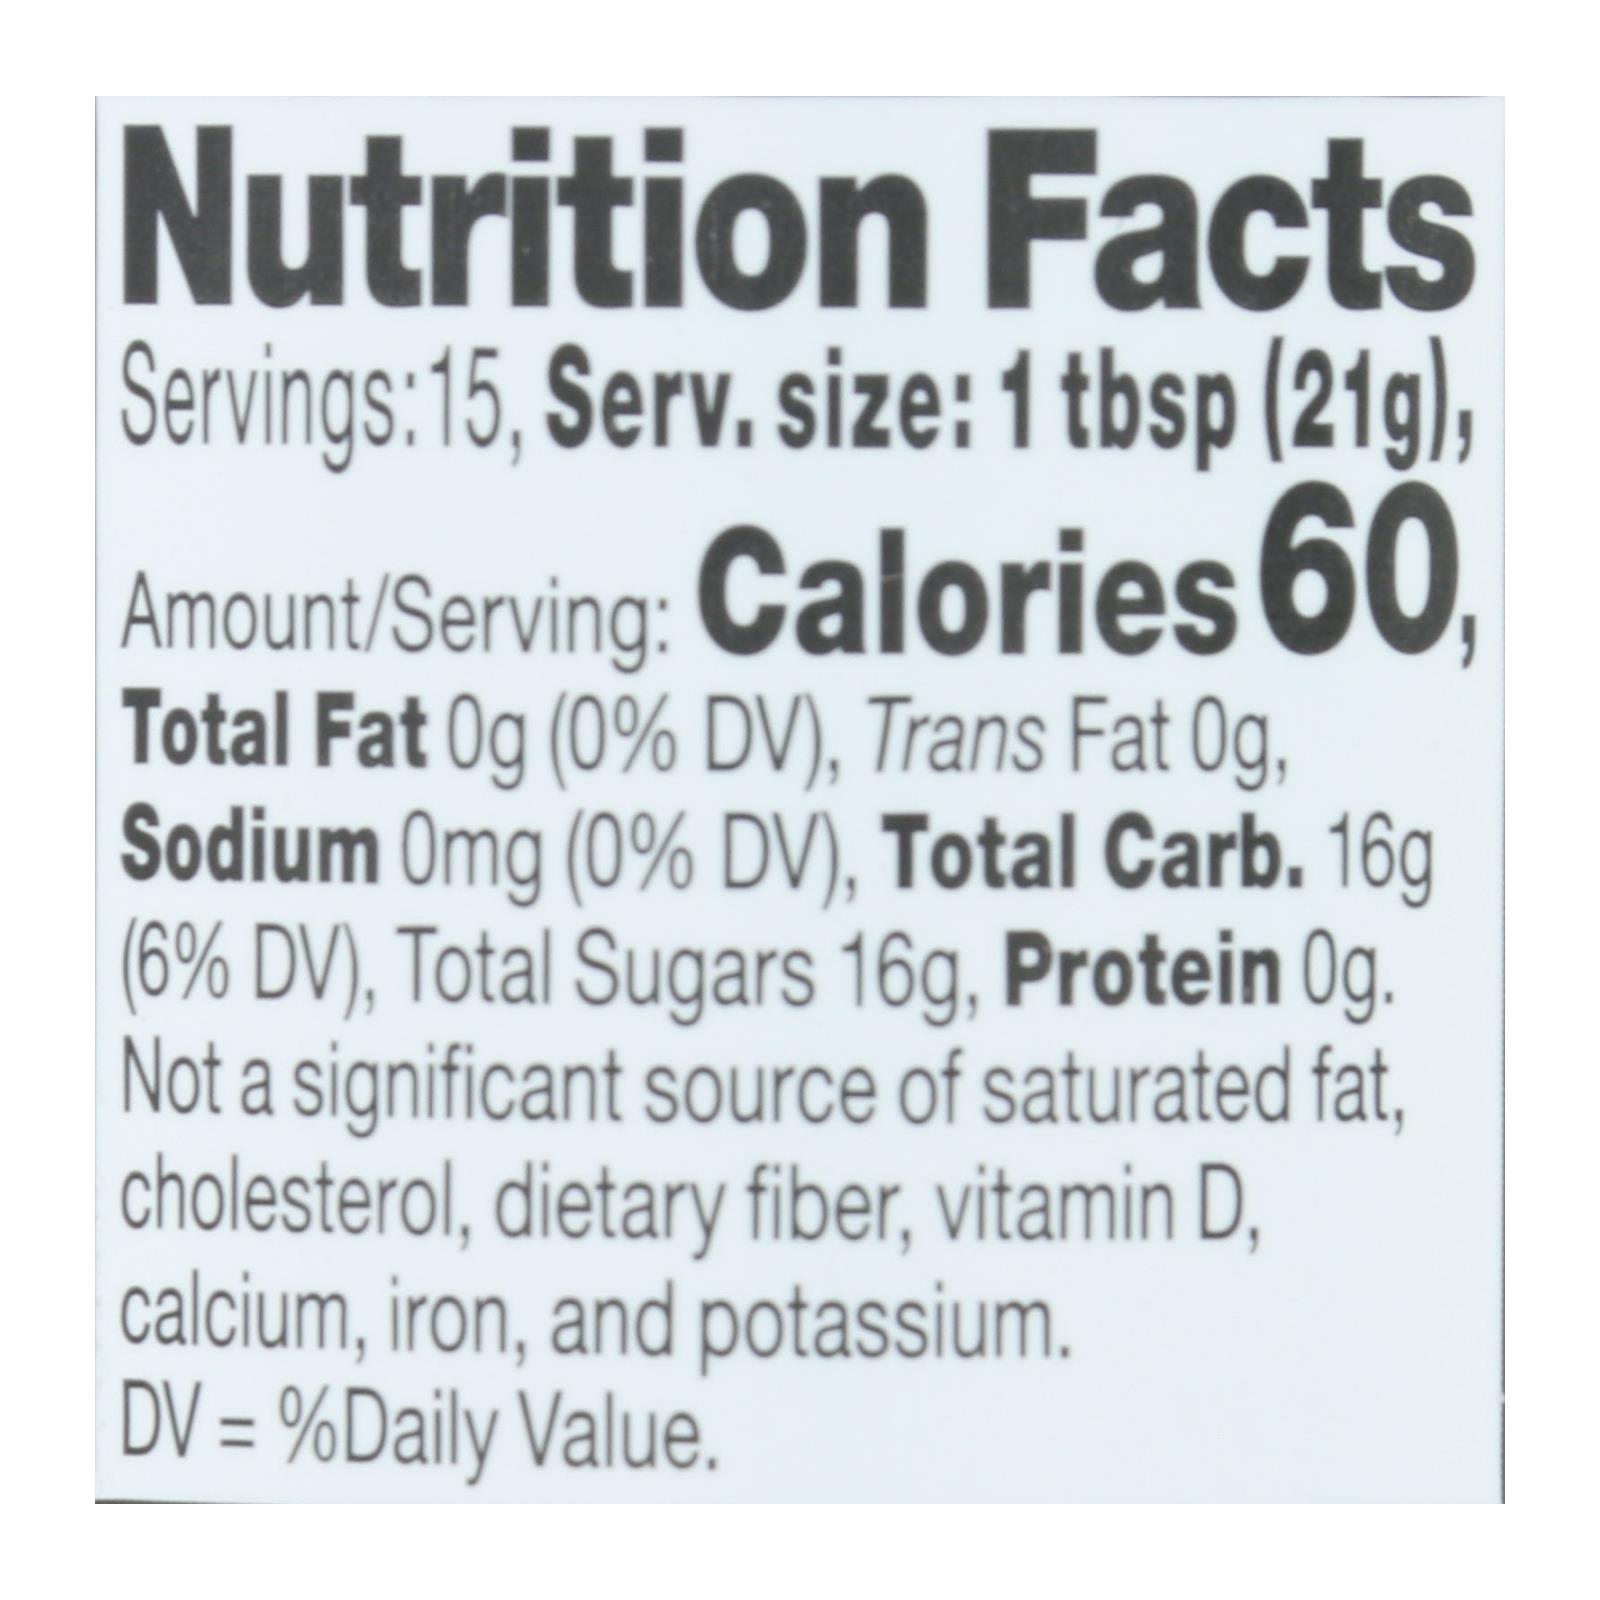 Nutrition Facts
Servings:15, Serv. size: 1 tbsp (21g),
Amount/Serving: Calories 60,
Total Fat 0g (0% DV), Trans Fat 0g,
Sodium 0mg (0% DV), Total Carb. 16g
(6% DV), Total Sugars 16g, Protein 0g.
Not a significant source of saturated fat,
cholesterol, dietary fiber, vitamin D,
calcium, iron, and potassium.
DV = %Daily Value.